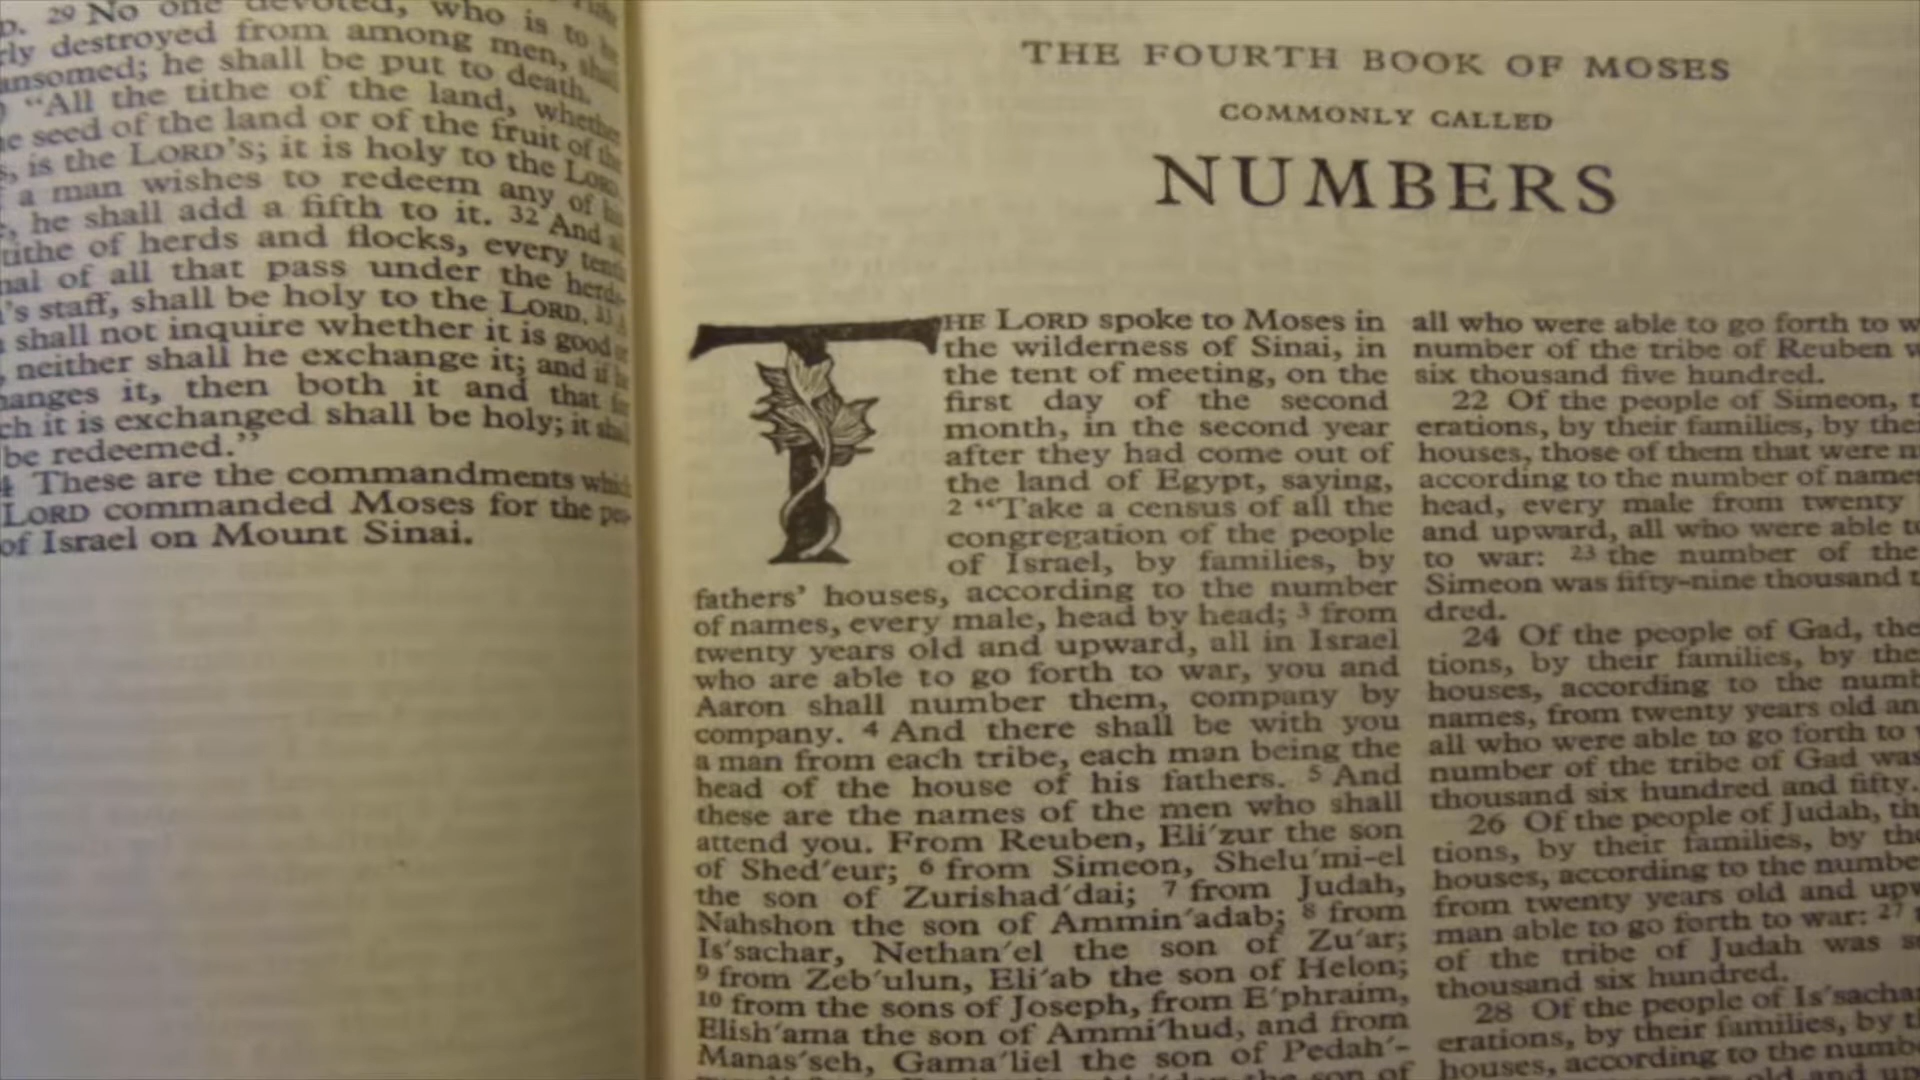 29 No one devoted, who is to be
destroyed from among men, shall
ansomed; he shall be put to death.
"All the tithe of the land, whether
seed of the land or of the fruit of the
is the LORD'S; it is holy to the LORD.
a man wishes to redeem any of his
he shall add a fifth to it. 32 And all
tithe of herds and flocks, every tenth
of all that pass under the herds-
's staff, shall be holy to the LORD. 33 A
shall not inquire whether it is good or
neither shall he exchange it; and if he
anges it, then both it and that for
ch it is exchanged shall be holy; it shall
be redeemed."
These are the commandments which
LORD commanded Moses for the peo-
of Israel on Mount Sinai.
THE FOURTH BOOK OF MOSES
COMMONLY CALLED
NUMBERS
THE LORD spoke to Moses in
the wilderness of Sinai, in
the tent of meeting, on the
first day of the second
month, in the second year
after they had come out of
the land of Egypt, saying,
2 "Take a census of all the
congregation of the people
of Israel, by families, by
fathers' houses, according to the number
of names, every male, head by head; 3 from
twenty years old and upward, all in Israel
who are able to go forth to war, you and
Aaron shall number them, company by
company. 4 And there shall be with you
a man from each tribe, each man being the
head of the house of his fathers. 5 And
these are the names of the men who shall
attend you. From Reuben, Eli'zur the son
of Shed'eur; 6 from Simeon, Shelu'mi-el
the son of Zurishad'dai; 7 from Judah,
Nahshon the son of Ammin'adab; 8 from
Is'sachar, Nethan'el the son of Zu'ar;
9 from Zeb'ulun, Eli'ab the son of Helon;
10 from the sons of Joseph, from E'phraim,
Elish'ama the son of Ammi'hud, and from
Manas'seh, Gama'liel the son of Pedah'-
the son of
all who were able to go forth to w
number of the tribe of Reuben w
six thousand five hundred.
22 Of the people of Simeon, t
erations, by their families, by thei
houses, those of them that were n
according to the number of name
head, every male from twenty
and upward, all who were able t
to war: 23 the number of the
Simeon was fifty-nine thousand t
dred.
24 Of the people of Gad, the
tions, by their families, by the
houses, according to the numb
names, from twenty years old an
all who were able to go forth to
number of the tribe of Gad was
thousand six hundred and fifty.
26 Of the people of Judah, th
tions, by their families, by the
houses, according to the numbe
from twenty years old and upw
man able to go forth to war: 27
of the tribe of Judah was s
thousand six hundred.
28 Of the people of Is'sachar
erations, by their families, by t
houses, according to the numb
old and up